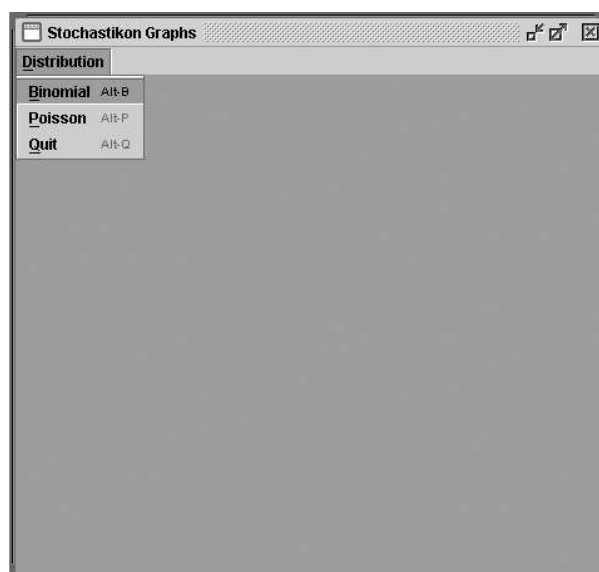 Stochastikon Graphs
Distribution
Binomial Alt-B
Poisson Alt-P
Quit Alt-Q